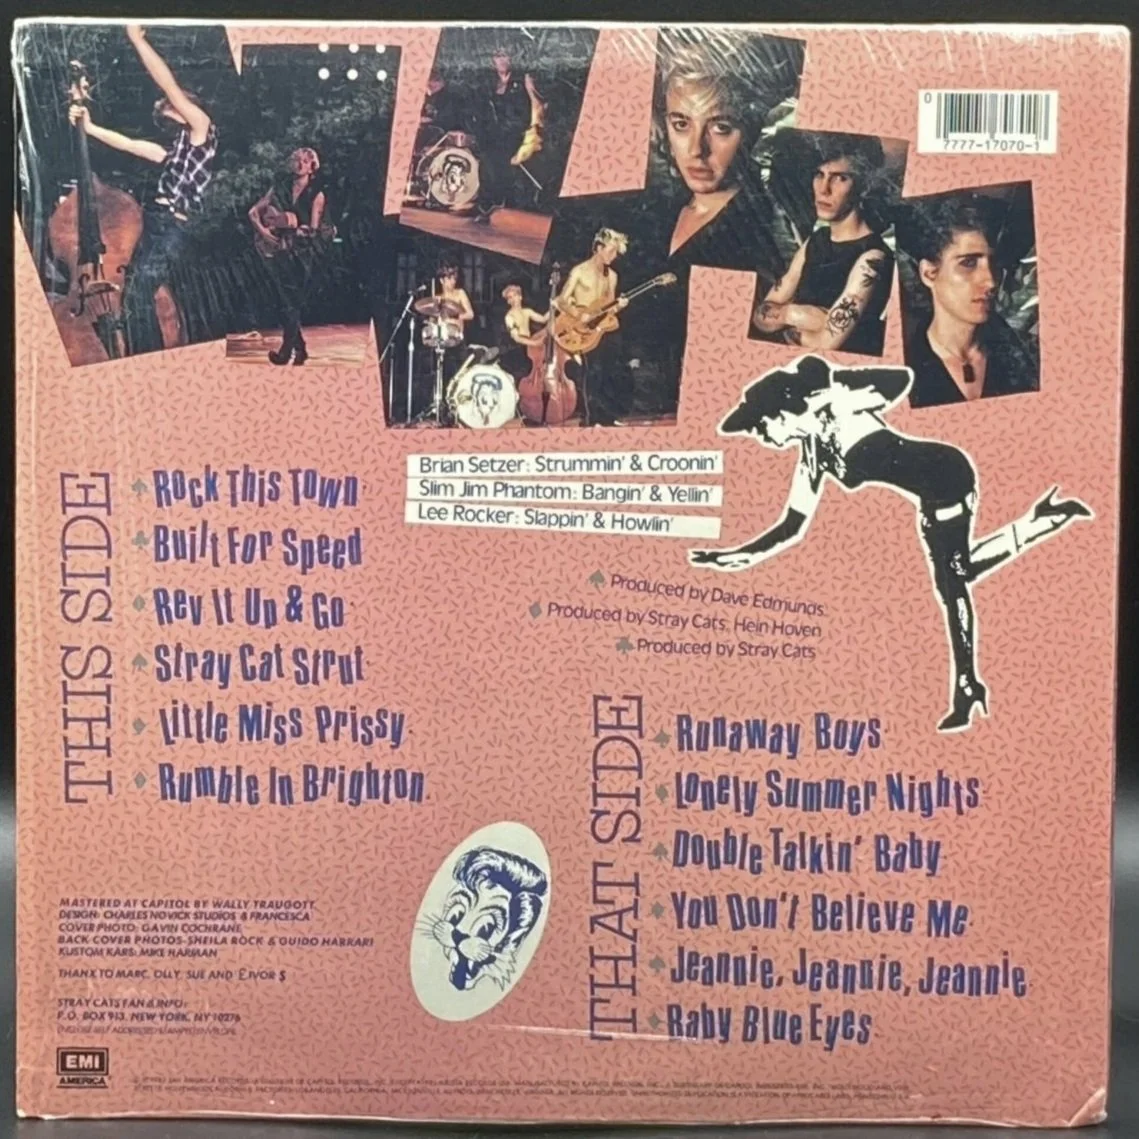 0
7777-17070-1
Brian Setzer: Strummin' & Croonin'
Slim Jim Phantom: Bangin' & Yellin'
Lee Rocker: Slappin' & Howlin'
THIS SIDE
Rock This Town
Built For Speed
Rev It Up & Go
Stray Cat Strut
Little Miss Prissy
Rumble In Brighton
Produced by Dave Edmunds
Produced by Stray Cats, Hein Hoven
Produced by Stray Cats
THAT SIDE
Runaway Boys
Lonely Summer Nights
Double Talkin' Baby
You Don't Believe Me
Jeannie, Jeannie, Jeannie
Baby Blue Eyes
MASTERED AT CAPITOL BY WALLY TRAUGOTT
DESIGN: CHARLES NOVICK STUDIOS & FRANCESCA
COVER PHOTO: GAVIN COCHRANE
BACK COVER PHOTOS-SHEILA ROCK & GUIDO HARRARI
KUSTOM KARS: MIKE HARMAN
THANX TO MARC, OLLY, SUE AND £IVOR $
STRAY CATS FAN & INFO:
P.O. BOX 913, NEW YORK, NY 10276
EMI
AMERICA